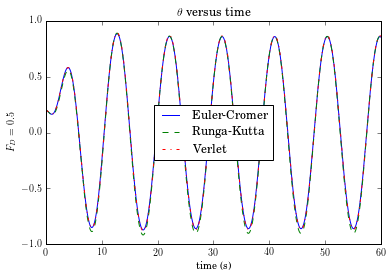 θ versus time
1.0
0.5
0.0
−0.5
−1.0
F_D = 0.5
Euler-Cromer
Runga-Kutta
Verlet
0 10 20 30 40 50 60
time (s)